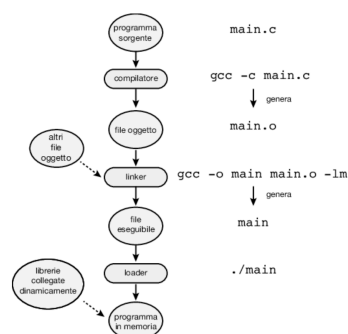 programma
sorgente
main.c
compilatore
gcc -c main.c
genera
file oggetto
main.o
altri
file
oggetto
linker
gcc -o main main.o -lm
genera
file
eseguibile
main
librerie
collegate
dinamicamente
loader
./main
programma
in memoria